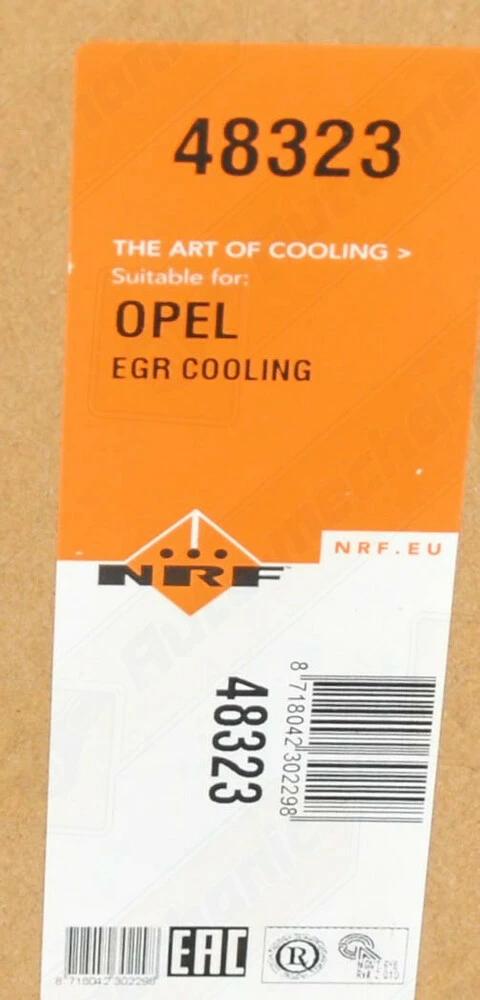 48323
THE ART OF COOLING >
Suitable for:
OPEL
EGR COOLING
NRF.EU
NRF
48323
8 718042 302298
8 718042 302298
EAC
R